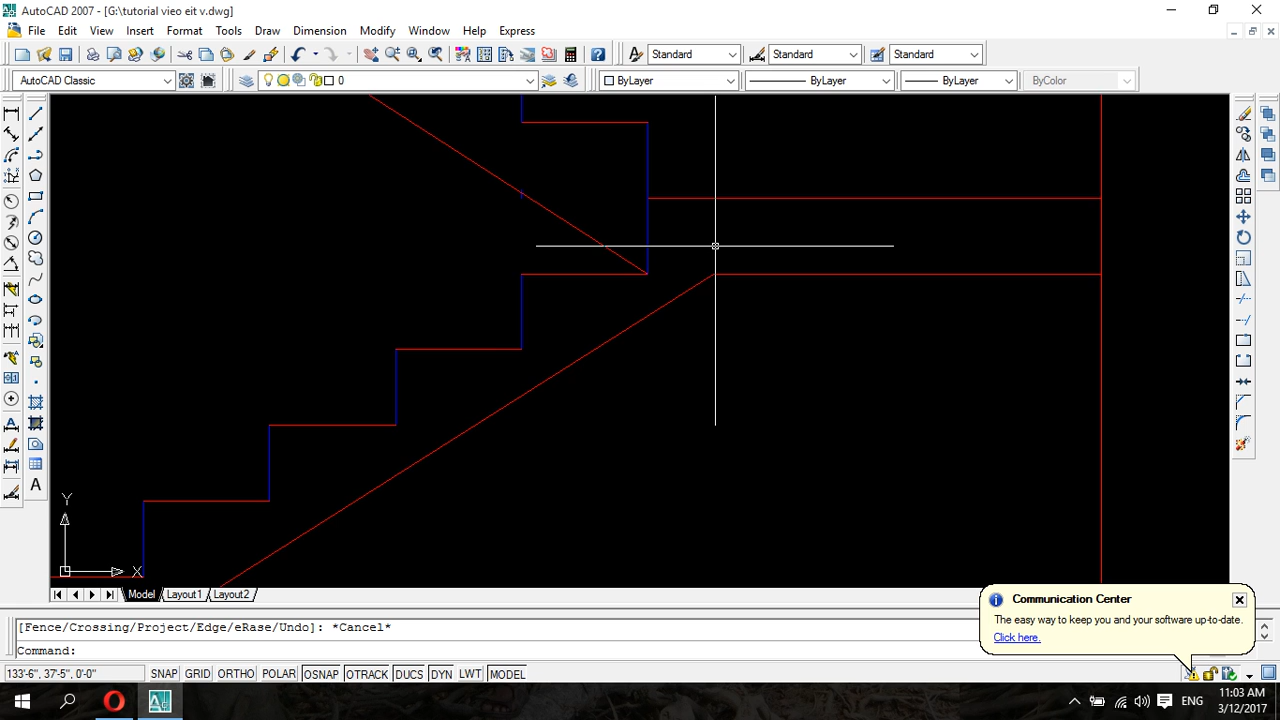 AutoCAD 2007 - [G:\tutorial vieo eit v.dwg]
File Edit View Insert Format Tools Draw Dimension Modify Window Help Express
Standard Standard Standard
AutoCAD Classic 0 ByLayer ByLayer ByLayer ByColor
A
Y
X
Model Layout1 Layout2
Communication Center
The easy way to keep you and your software up-to-date.
Click here.
[Fence/Crossing/Project/Edge/eRase/Undo]: *Cancel*
Command:
133'-6", 37'-5", 0'-0" SNAP GRID ORTHO POLAR OSNAP OTRACK DUCS DYN LWT MODEL
ENG
11:03 AM
3/12/2017